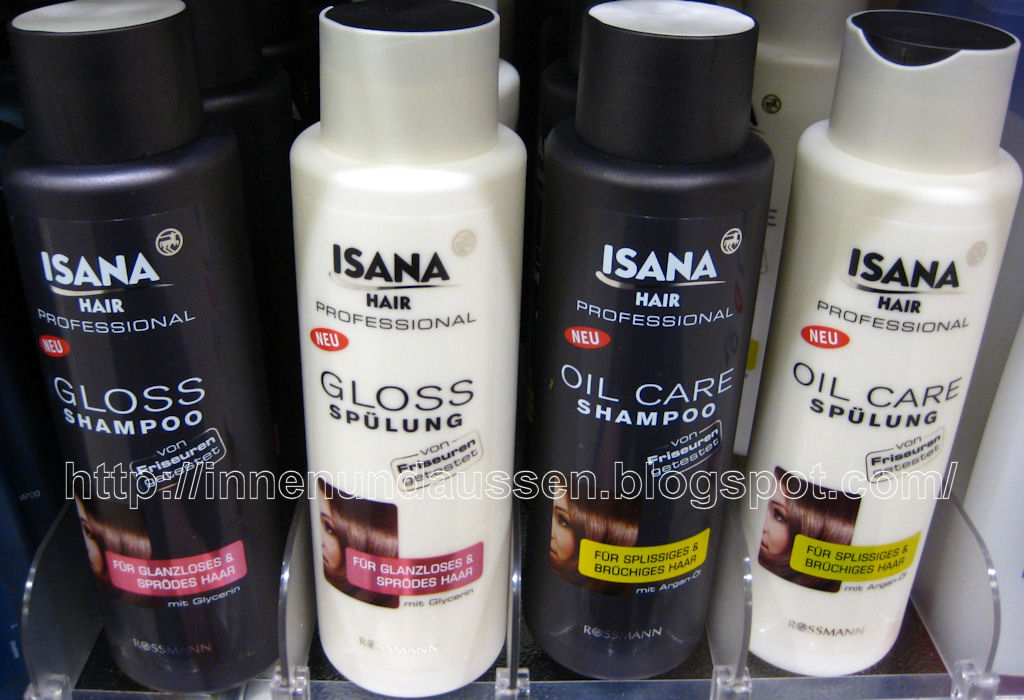 ISANA
HAIR
PROFESSIONAL
NEU
GLOSS
SHAMPOO
von
Friseuren
getestet
FÜR GLANZLOSES &
SPRÖDES HAAR
mit Glycerin
ROSSMANN
ISANA
HAIR
PROFESSIONAL
NEU
GLOSS
SPÜLUNG
von
Friseuren
getestet
FÜR GLANZLOSES &
SPRÖDES HAAR
mit Glycerin
ROSSMANN
ISANA
HAIR
PROFESSIONAL
NEU
OIL CARE
SHAMPOO
von
Friseuren
getestet
FÜR SPLISSIGES &
BRÜCHIGES HAAR
mit Argan-Öl
ROSSMANN
ISANA
HAIR
PROFESSIONAL
NEU
OIL CARE
SPÜLUNG
von
Friseuren
getestet
FÜR SPLISSIGES &
BRÜCHIGES HAAR
mit Argan-Öl
ROSSMANN
http://innenundaussen.blogspot.com/